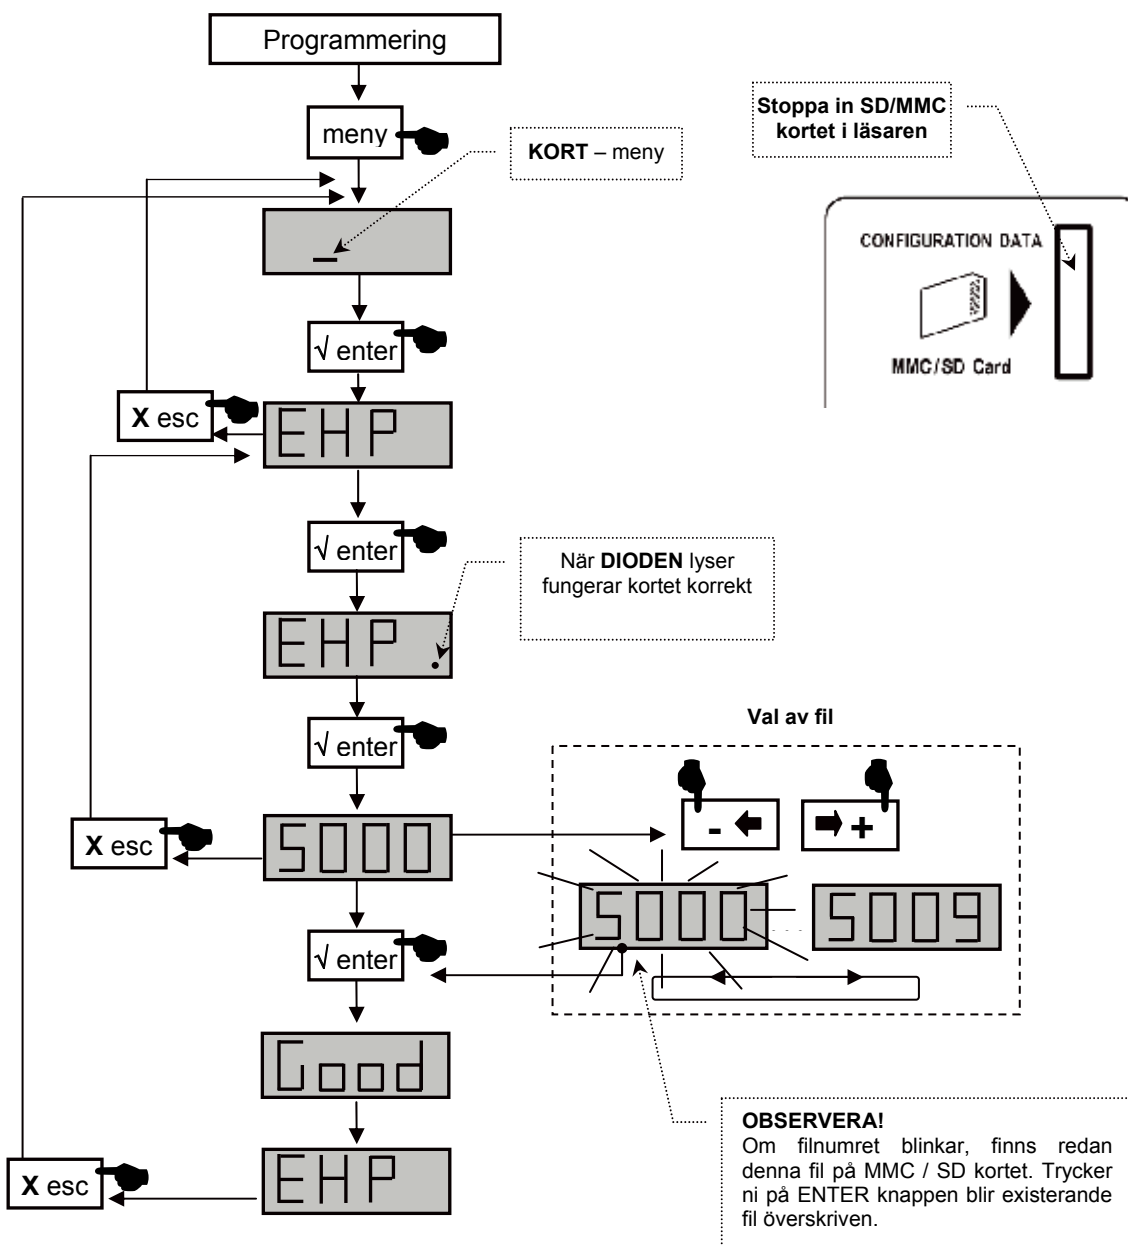 Programmering
meny
KORT – meny
Stoppa in SD/MMC
kortet i läsaren
CONFIGURATION DATA
MMC/SD Card
√ enter
X esc
EHP
√ enter
När DIODEN lyser
fungerar kortet korrekt
EHP.
√ enter
Val av fil
- +
X esc
5000
5000
5009
√ enter
Good
OBSERVERA!
Om filnumret blinkar, finns redan
denna fil på MMC / SD kortet. Trycker
ni på ENTER knappen blir existerande
fil överskriven.
X esc
EHP